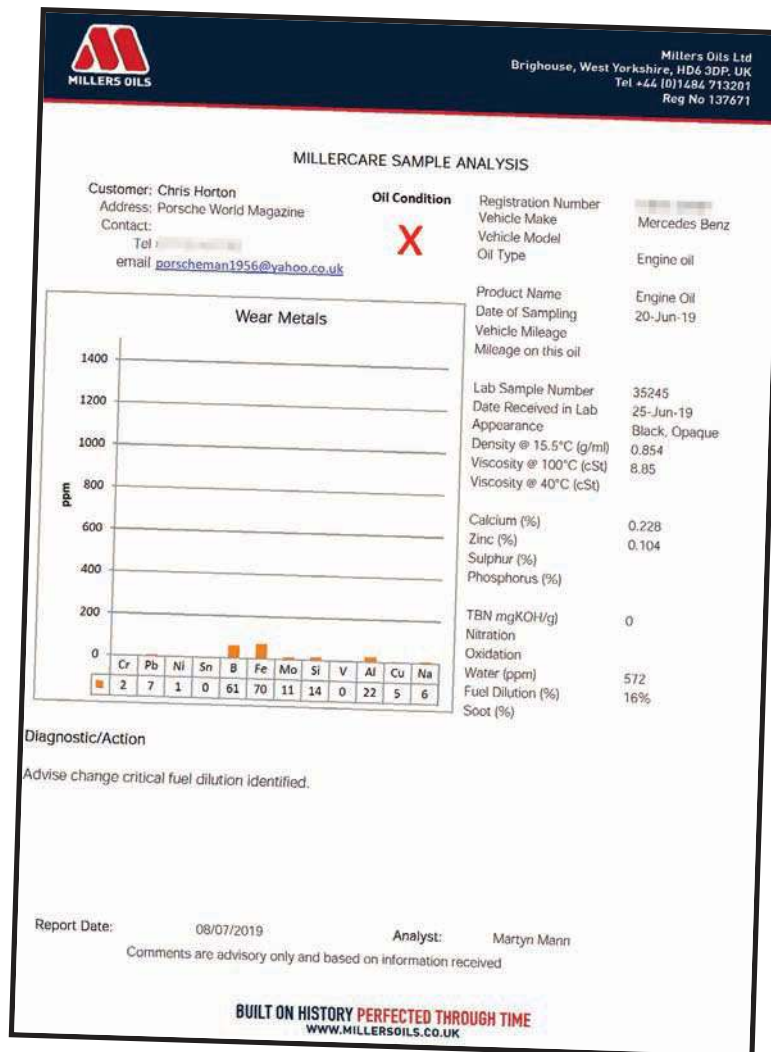 MILLERS OILS
Millers Oils Ltd
Brighouse, West Yorkshire, HD6 3DP. UK
Tel +44 (0)1484 713201
Reg No 137671
MILLERCARE SAMPLE ANALYSIS
Customer: Chris Horton
Address: Porsche World Magazine
Contact:
Tel
email porscheman1956@yahoo.co.uk
Oil Condition
X
Registration Number
Vehicle Make Mercedes Benz
Vehicle Model
Oil Type Engine oil
Product Name Engine Oil
Date of Sampling 20-Jun-19
Vehicle Mileage
Mileage on this oil
Lab Sample Number 35245
Date Received in Lab 25-Jun-19
Appearance Black, Opaque
Density @ 15.5°C (g/ml) 0.854
Viscosity @ 100°C (cSt) 8.85
Viscosity @ 40°C (cSt)
Calcium (%) 0.228
Zinc (%) 0.104
Sulphur (%)
Phosphorus (%)
TBN mgKOH/g) 0
Nitration
Oxidation
Water (ppm) 572
Fuel Dilution (%) 16%
Soot (%)
Wear Metals
ppm
1400
1200
1000
800
600
400
200
0
Cr Pb Ni Sn B Fe Mo Si V Al Cu Na
2 7 1 0 61 70 11 14 0 22 5 6
Diagnostic/Action
Advise change critical fuel dilution identified.
Report Date: 08/07/2019 Analyst: Martyn Mann
Comments are advisory only and based on information received
BUILT ON HISTORY PERFECTED THROUGH TIME
WWW.MILLERSOILS.CO.UK